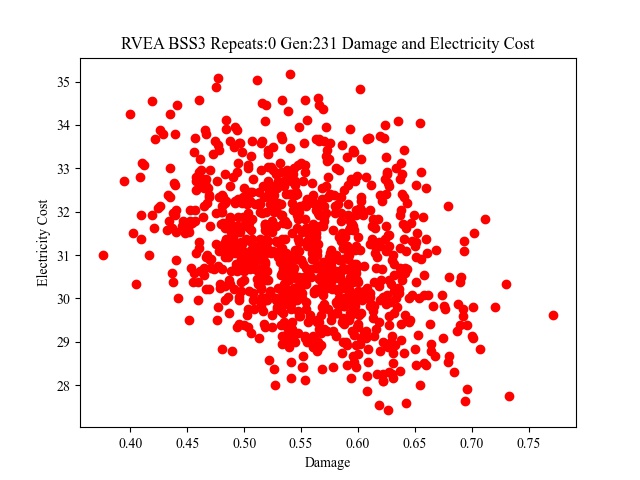 RVEA BSS3 Repeats:0 Gen:231 Damage and Electricity Cost
35
34
33
32
31
30
29
28
Electricity Cost
0.40 0.45 0.50 0.55 0.60 0.65 0.70 0.75
Damage